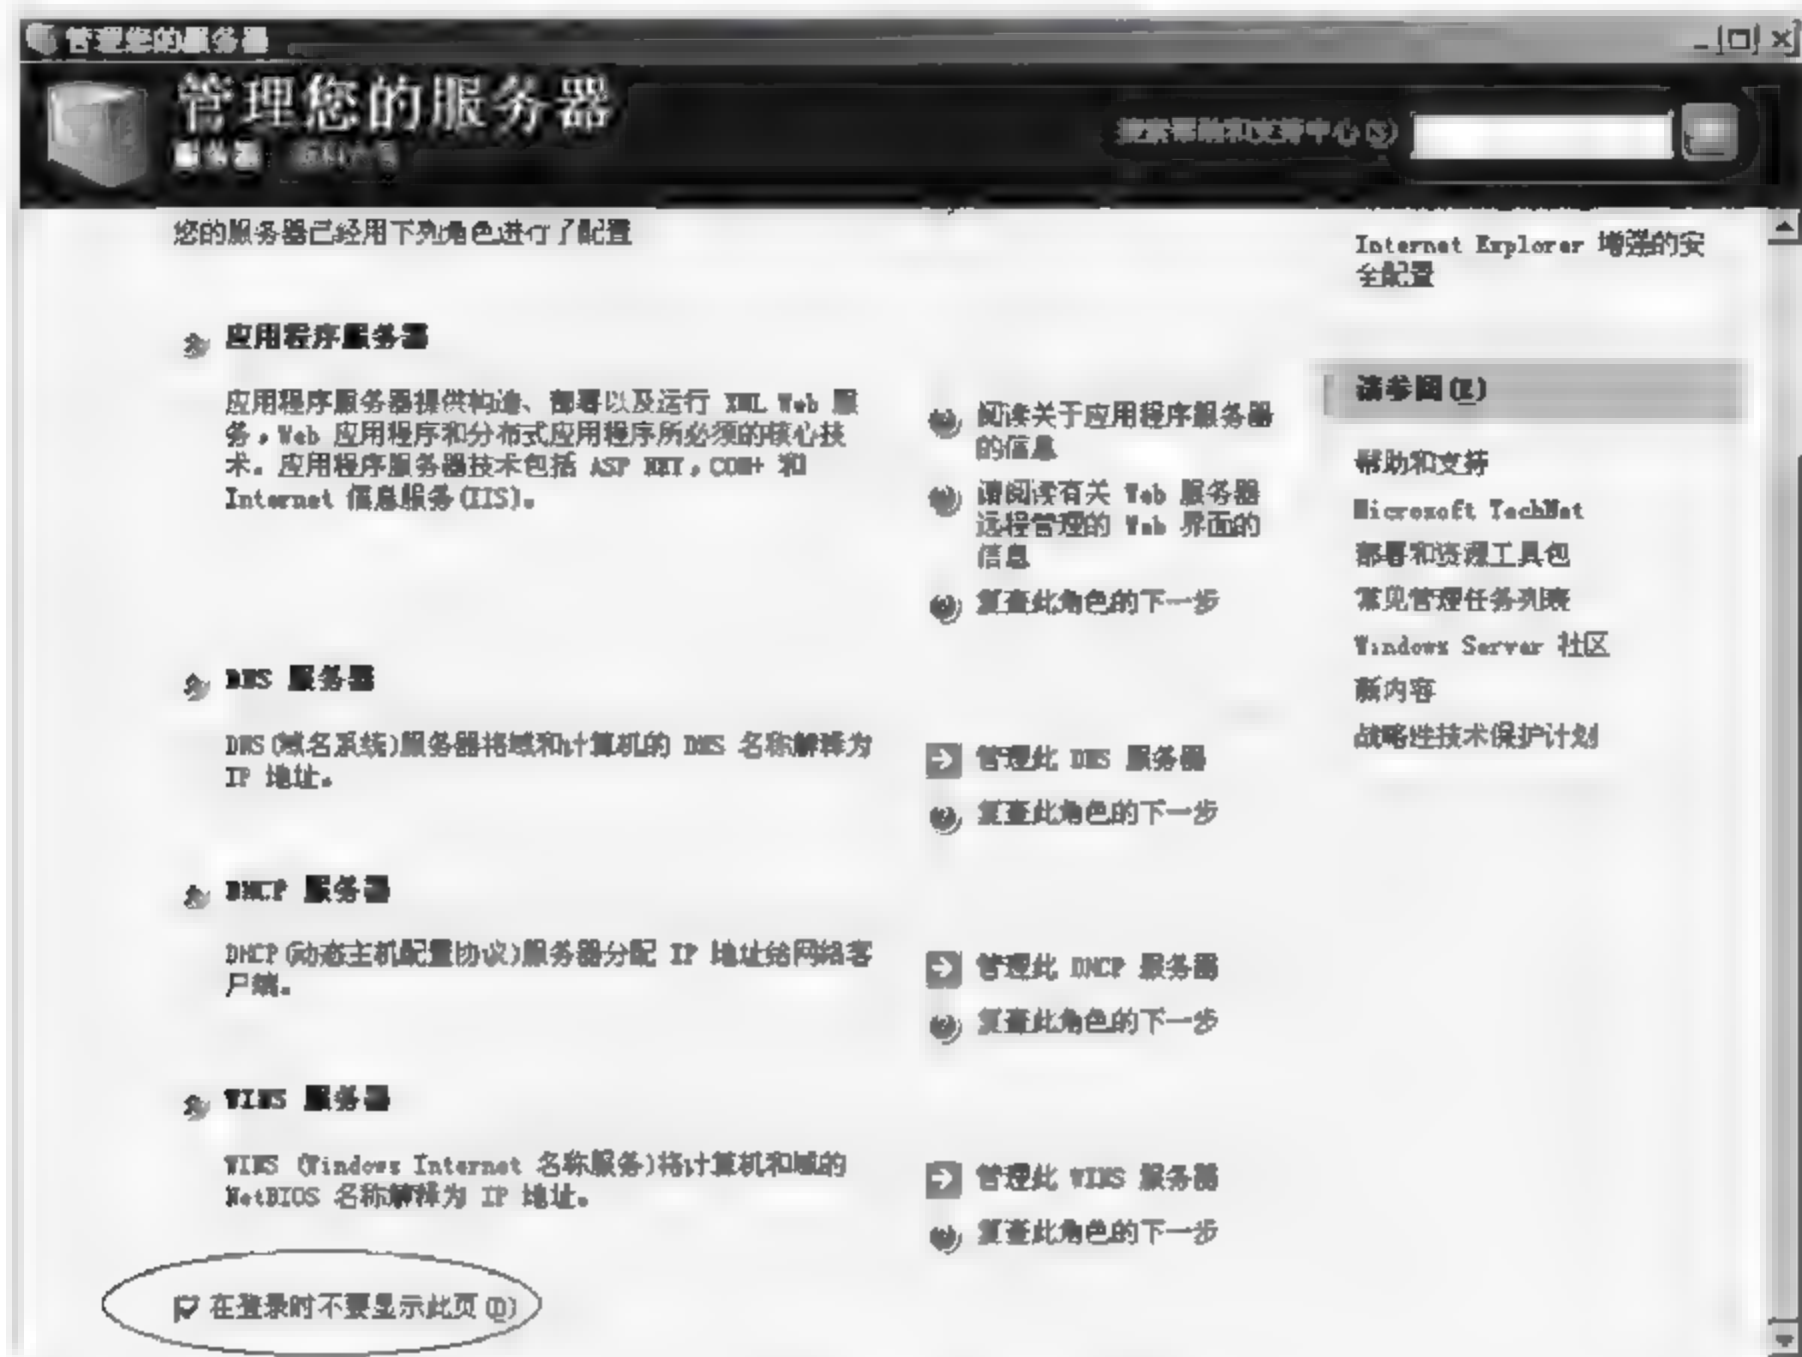 管理您的服务器
管理您的服务器
搜索帮助和支持中心(S)
您的服务器已经用下列角色进行了配置
应用程序服务器
应用程序服务器提供构造、部署以及运行 XML Web 服
务,Web 应用程序和分布式应用程序所必须的核心技
术。应用程序服务器技术包括 ASP NET,COM+ 和
Internet 信息服务(IIS)。
阅读关于应用程序服务器
的信息
请阅读有关 Web 服务器
远程管理的 Web 界面的
信息
复查此角色的下一步
DNS 服务器
DNS(域名系统)服务器将域和计算机的 DNS 名称解释为
IP 地址。
管理此 DNS 服务器
复查此角色的下一步
DHCP 服务器
DHCP(动态主机配置协议)服务器分配 IP 地址给网络客
户端。
管理此 DHCP 服务器
复查此角色的下一步
WINS 服务器
WINS (Windows Internet 名称服务)将计算机和域的
NetBIOS 名称解释为 IP 地址。
管理此 WINS 服务器
复查此角色的下一步
在登录时不要显示此页(D)
Internet Explorer 增强的安
全配置
请参阅(E)
帮助和支持
Microsoft TechNet
部署和资源工具包
常见管理任务列表
Windows Server 社区
新内容
战略性技术保护计划